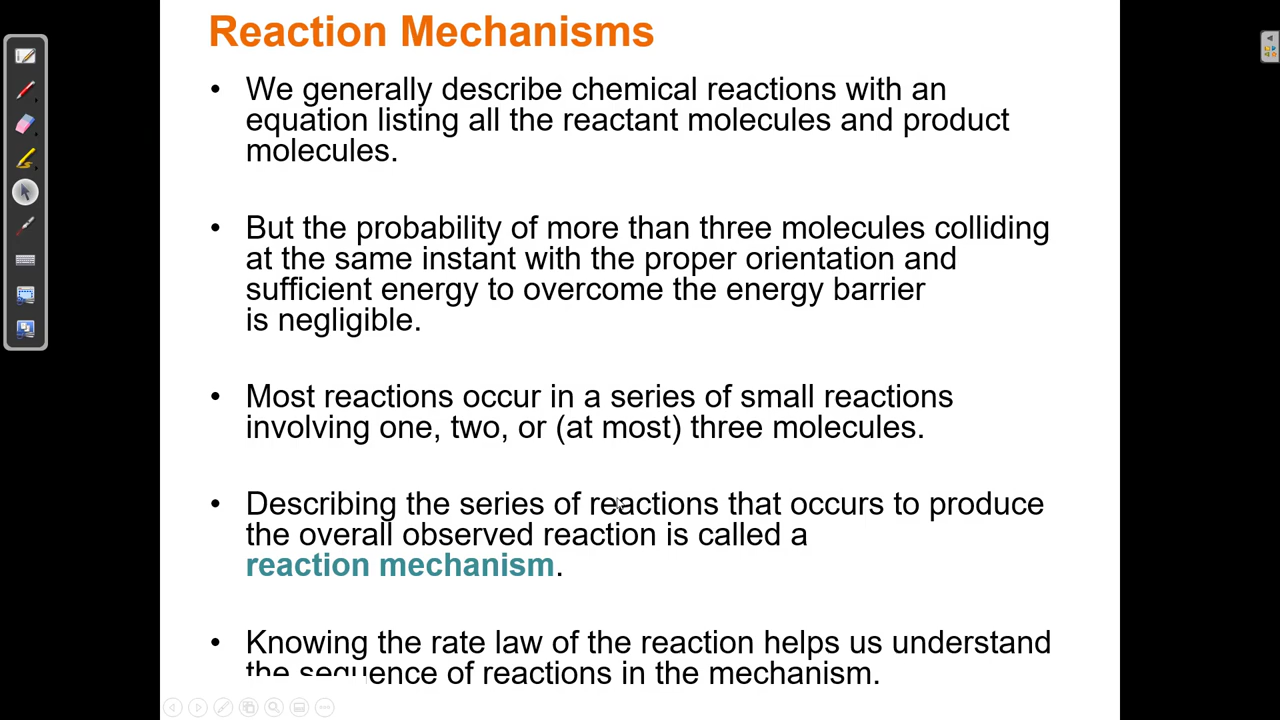 Reaction Mechanisms
• We generally describe chemical reactions with an
equation listing all the reactant molecules and product
molecules.
• But the probability of more than three molecules colliding
at the same instant with the proper orientation and
sufficient energy to overcome the energy barrier
is negligible.
• Most reactions occur in a series of small reactions
involving one, two, or (at most) three molecules.
• Describing the series of reactions that occurs to produce
the overall observed reaction is called a
reaction mechanism.
• Knowing the rate law of the reaction helps us understand
the sequence of reactions in the mechanism.